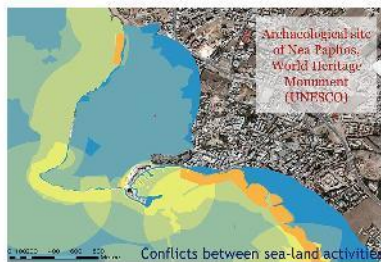 Archaeological site
of Nea Paphos,
World Heritage
Monument
(UNESCO)
Conflicts between sea-land activities